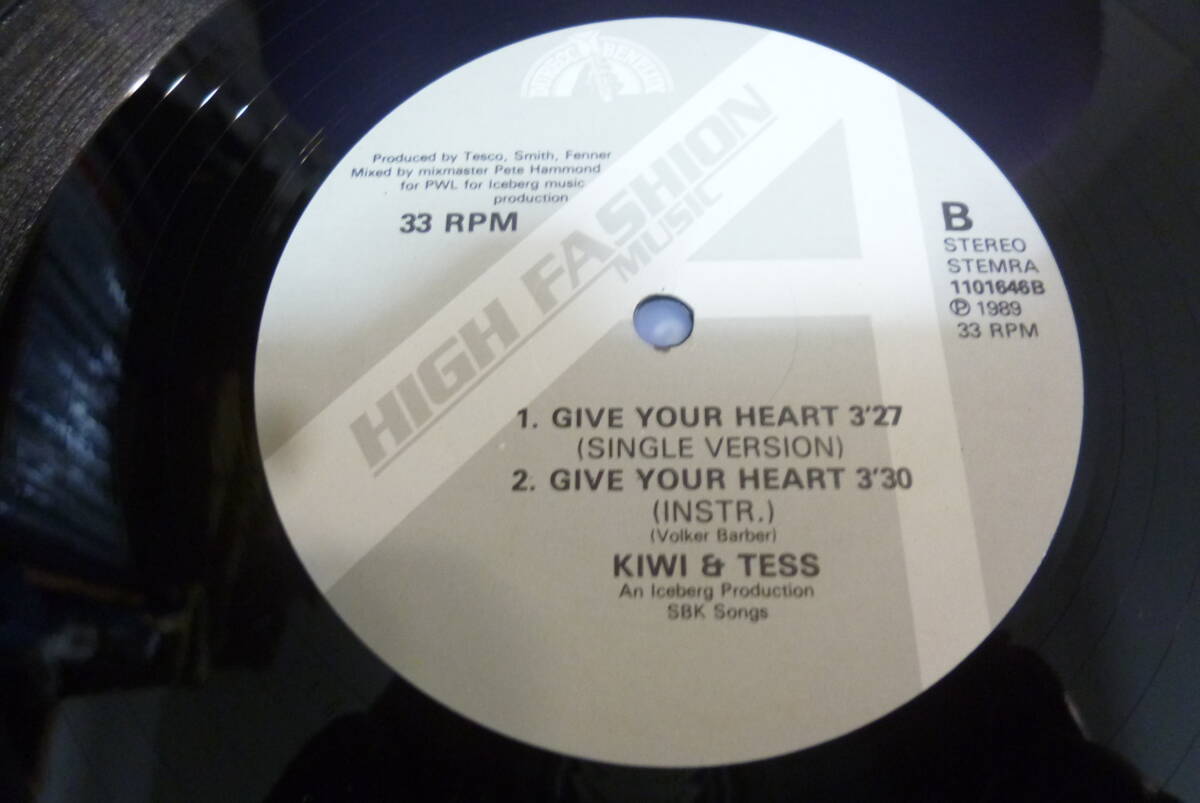 DIRECT BENELUX
Produced by Tesco, Smith, Fenner
Mixed by mixmaster Pete Hammond
for PWL for Iceberg music
production
33 RPM
HIGH FASHION
MUSIC
B
STEREO
STEMRA
1101646B
℗ 1989
33 RPM
1. GIVE YOUR HEART 3'27
(SINGLE VERSION)
2. GIVE YOUR HEART 3'30
(INSTR.)
(Volker Barber)
KIWI & TESS
An Iceberg Production
SBK Songs